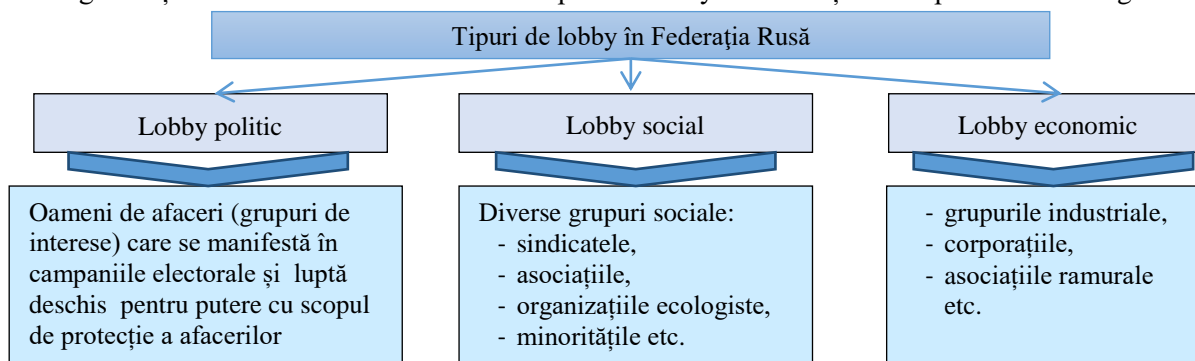 Tipuri de lobby în Federaţia Rusă
Lobby politic
Lobby social
Lobby economic
Oameni de afaceri (grupuri de
interese) care se manifestă în
campaniile electorale și luptă
deschis pentru putere cu scopul
de protecție a afacerilor
Diverse grupuri sociale:
- sindicatele,
- asociațiile,
- organizațiile ecologiste,
- minoritățile etc.
- grupurile industriale,
- corporațiile,
- asociațiile ramurale
etc.